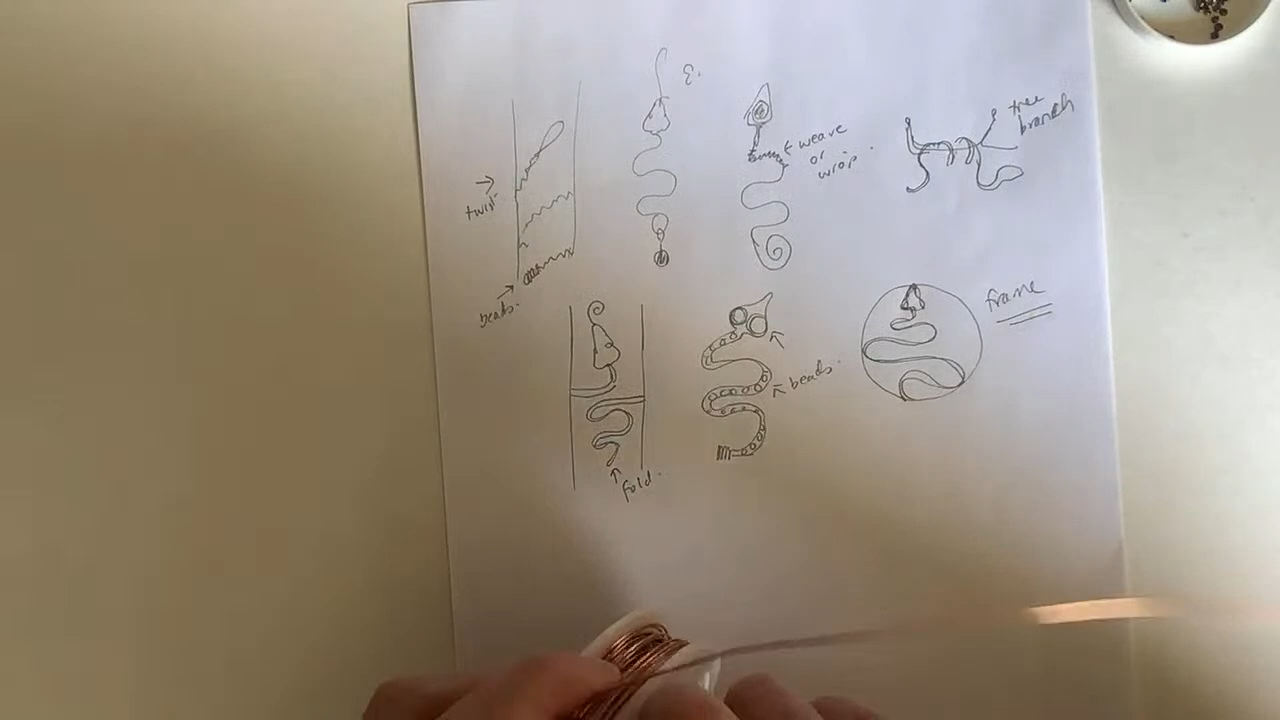 twist
beads.
weave
or
wrap.
tree
branch
fold.
beads.
frame